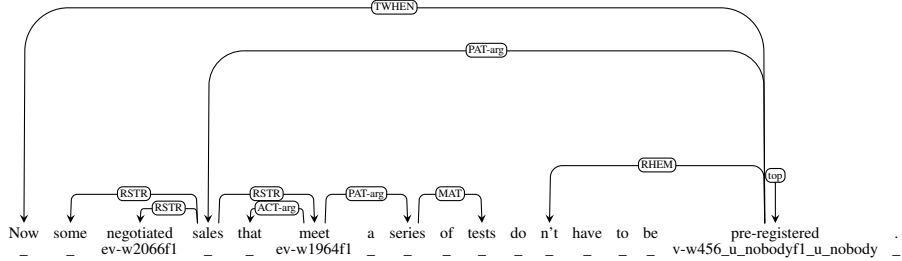 TWHEN
PAT-arg
RHEM
top
RSTR RSTR PAT-arg MAT
RSTR ACT-arg
Now some negotiated sales that meet a series of tests do n't have to be pre-registered .
_ _ ev-w2066f1 _ _ ev-w1964f1 _ _ _ _ _ _ _ _ _ v-w456_u_nobodyf1_u_nobody _